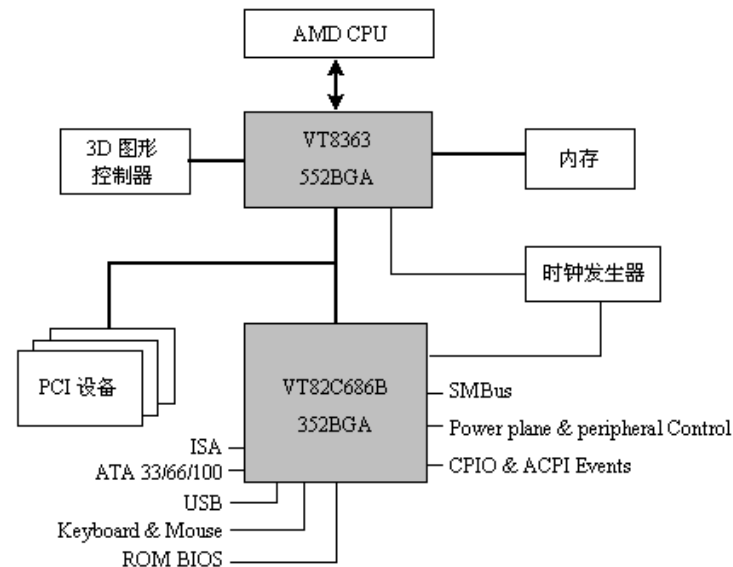 AMD CPU
VT8363
552BGA
3D 图形
控制器
内存
时钟发生器
PCI 设备
VT82C686B
352BGA
SMBus
Power plane & peripheral Control
CPIO & ACPI Events
ISA
ATA 33/66/100
USB
Keyboard & Mouse
ROM BIOS